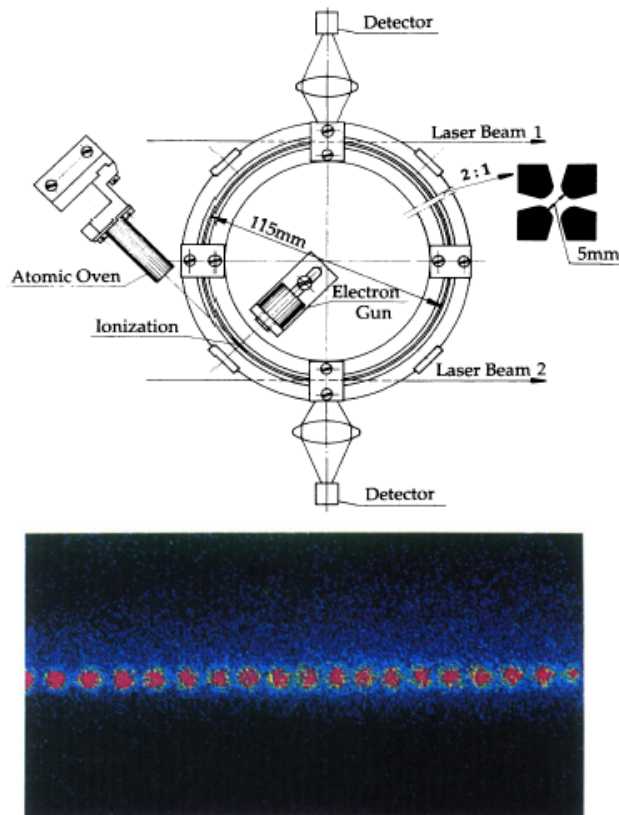 Detector
Laser Beam 1
2:1
115mm
5mm
Atomic Oven
Electron
Gun
Ionization
Laser Beam 2
Detector